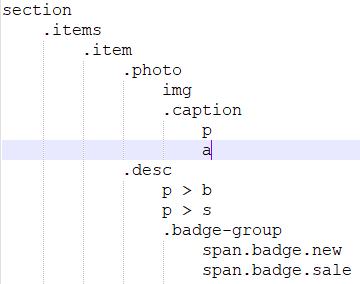 section
.items
.item
.photo
img
.caption
p
a
.desc
p > b
p > s
.badge-group
span.badge.new
span.badge.sale